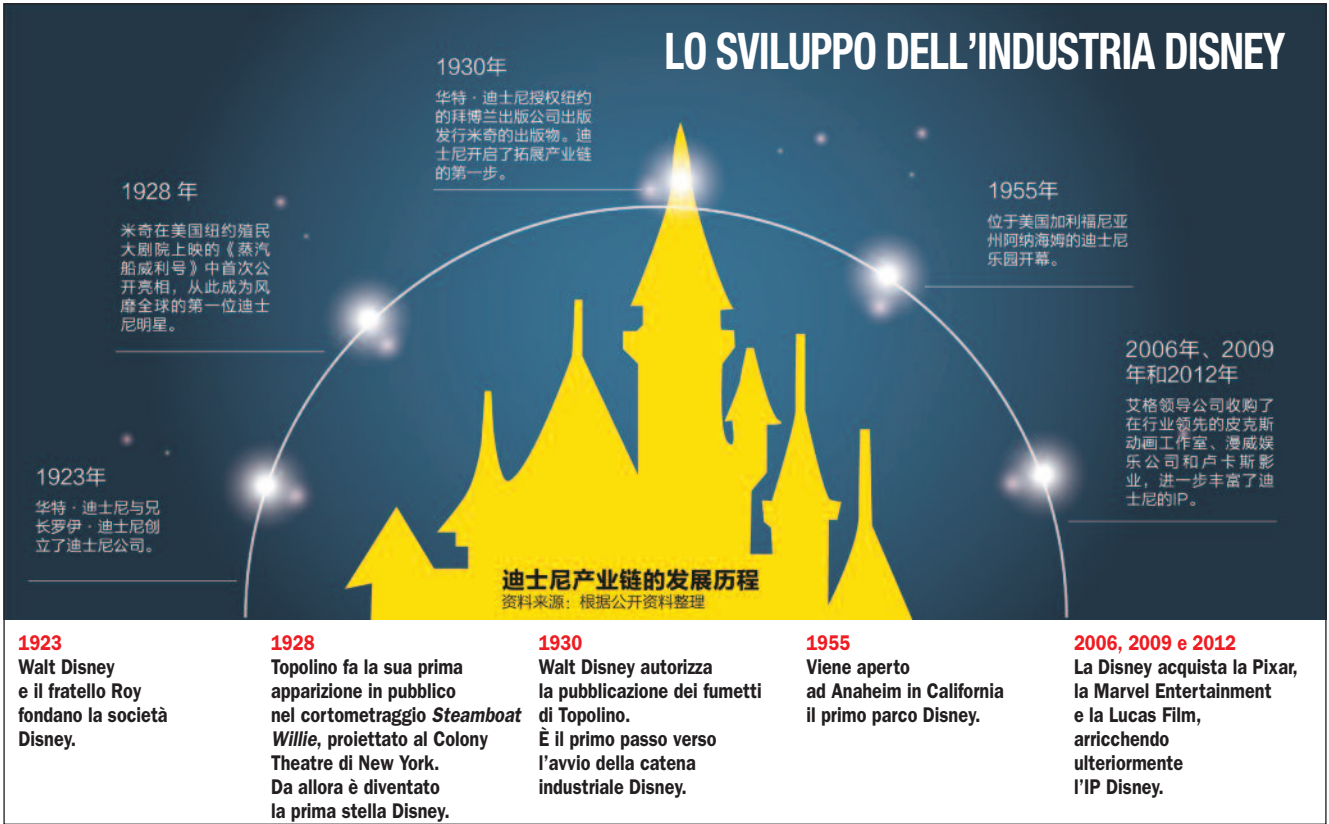 LO SVILUPPO DELL'INDUSTRIA DISNEY
1923年
华特·迪士尼与兄
长罗伊·迪士尼创
立了迪士尼公司。
1928 年
米奇在美国纽约殖民
大剧院上映的《蒸汽
船威利号》中首次公
开亮相，从此成为风
靡全球的第一位迪士
尼明星。
1930年
华特·迪士尼授权纽约
的拜博兰出版公司出版
发行米奇的出版物。迪
士尼开启了拓展产业链
的第一步。
1955年
位于美国加利福尼亚
州阿纳海姆的迪士尼
乐园开幕。
2006年、2009
年和2012年
艾格领导公司收购了
在行业领先的皮克斯
动画工作室、漫威娱
乐公司和卢卡斯影
业，进一步丰富了迪
士尼的IP。
迪士尼产业链的发展历程
资料来源：根据公开资料整理
1923
Walt Disney
e il fratello Roy
fondano la società
Disney.
1928
Topolino fa la sua prima
apparizione in pubblico
nel cortometraggio Steamboat
Willie, proiettato al Colony
Theatre di New York.
Da allora è diventato
la prima stella Disney.
1930
Walt Disney autorizza
la pubblicazione dei fumetti
di Topolino.
È il primo passo verso
l'avvio della catena
industriale Disney.
1955
Viene aperto
ad Anaheim in California
il primo parco Disney.
2006, 2009 e 2012
La Disney acquista la Pixar,
la Marvel Entertainment
e la Lucas Film,
arricchendo
ulteriormente
l'IP Disney.